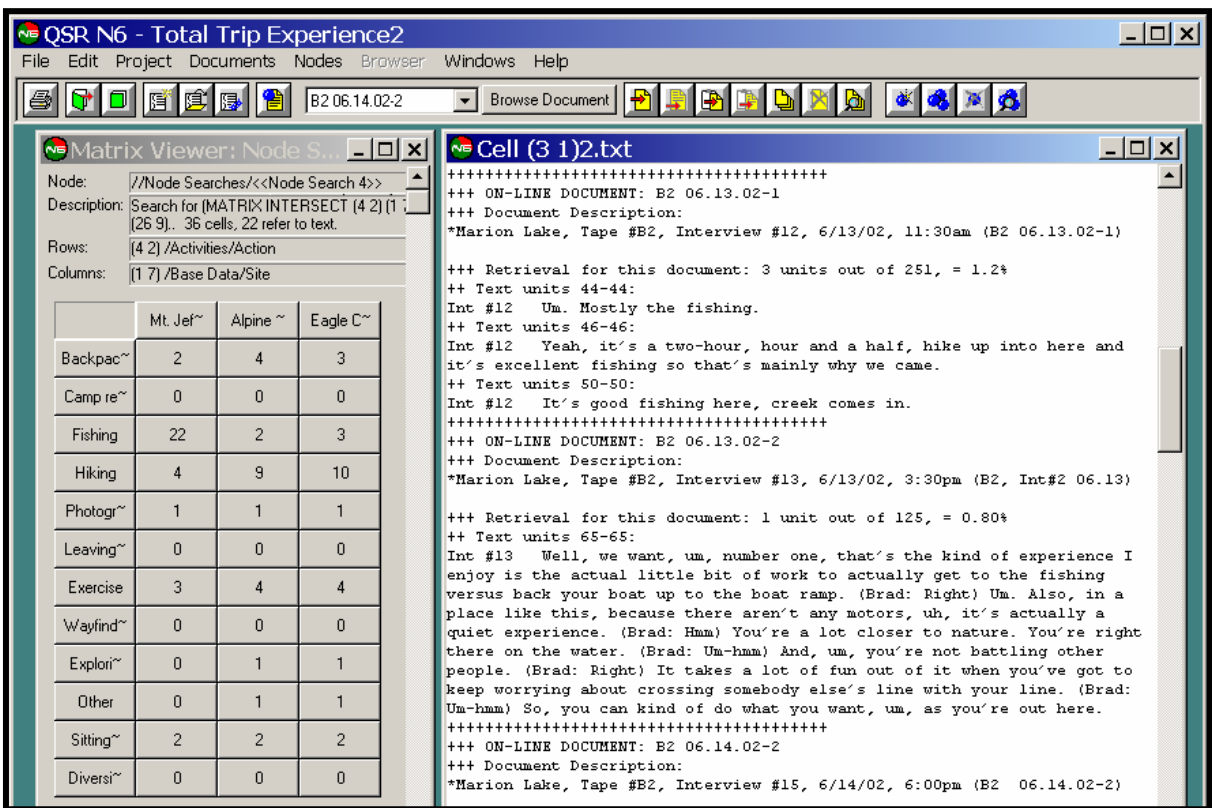 QSR N6 - Total Trip Experience2
File Edit Project Documents Nodes Browser Windows Help
B2 06.14.02-2 Browse Document
Matrix Viewer: Node S...
Node: //Node Searches/<<Node Search 4>>
Description: Search for (MATRIX INTERSECT (4 2) (1 7
(26 9).. 36 cells, 22 refer to text.
Rows: (4 2) /Activities/Action
Columns: (1 7) /Base Data/Site
Mt. Jef~ Alpine ~ Eagle C~
Backpac~ 2 4 3
Camp re~ 0 0 0
Fishing 22 2 3
Hiking 4 9 10
Photogr~ 1 1 1
Leaving~ 0 0 0
Exercise 3 4 4
Wayfind~ 0 0 0
Explori~ 0 1 1
Other 0 1 1
Sitting~ 2 2 2
Diversi~ 0 0 0
Cell (3 1)2.txt
++++++++++++++++++++++++++++++++++++++++
+++ ON-LINE DOCUMENT: B2 06.13.02-1
+++ Document Description:
*Marion Lake, Tape #B2, Interview #12, 6/13/02, 11:30am (B2 06.13.02-1)
+++ Retrieval for this document: 3 units out of 251, = 1.2%
++ Text units 44-44:
Int #12 Um. Mostly the fishing.
++ Text units 46-46:
Int #12 Yeah, it's a two-hour, hour and a half, hike up into here and
it's excellent fishing so that's mainly why we came.
++ Text units 50-50:
Int #12 It's good fishing here, creek comes in.
++++++++++++++++++++++++++++++++++++++++
+++ ON-LINE DOCUMENT: B2 06.13.02-2
+++ Document Description:
*Marion Lake, Tape #B2, Interview #13, 6/13/02, 3:30pm (B2, Int#2 06.13)
+++ Retrieval for this document: 1 unit out of 125, = 0.80%
++ Text units 65-65:
Int #13 Well, we want, um, number one, that's the kind of experience I
enjoy is the actual little bit of work to actually get to the fishing
versus back your boat up to the boat ramp. (Brad: Right) Um. Also, in a
place like this, because there aren't any motors, uh, it's actually a
quiet experience. (Brad: Hmm) You're a lot closer to nature. You're right
there on the water. (Brad: Um-hmm) And, um, you're not battling other
people. (Brad: Right) It takes a lot of fun out of it when you've got to
keep worrying about crossing somebody else's line with your line. (Brad:
Um-hmm) So, you can kind of do what you want, um, as you're out here.
++++++++++++++++++++++++++++++++++++++++
+++ ON-LINE DOCUMENT: B2 06.14.02-2
+++ Document Description:
*Marion Lake, Tape #B2, Interview #15, 6/14/02, 6:00pm (B2 06.14.02-2)